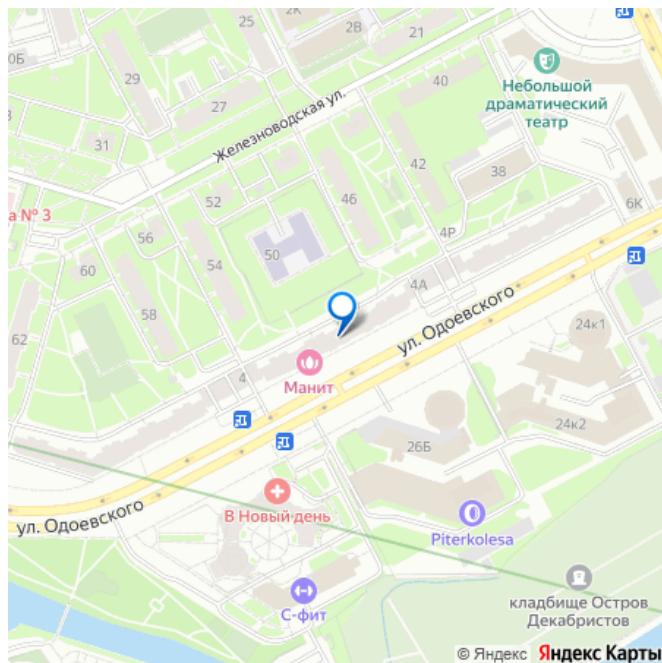 2К
25
2В
21
0Б
29
40
Небольшой
драматический
театр
27
Железноводская ул.
31
42
38
46
52
6К
а № 3
4Р
56
50
54
60
4А
58
ул. Одоевского
24к1
62
4
Манит
24к2
26Б
В Новый день
ул. Одоевского
Piterkolesa
С-фит
кладбище Остров
Декабристов
© Яндекс Яндекс Карты